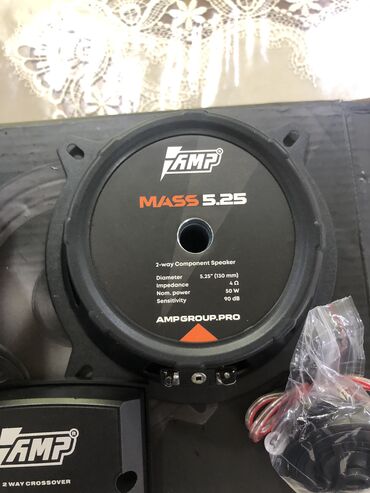 AMP®
MASS 5.25
2-way Component Speaker
Diameter 5.25" (130 mm)
Impedance 4 Ω
Nom. power 50 W
Sensitivity 90 dB
AMPGROUP.PRO
AMP®
2 WAY CROSSOVER